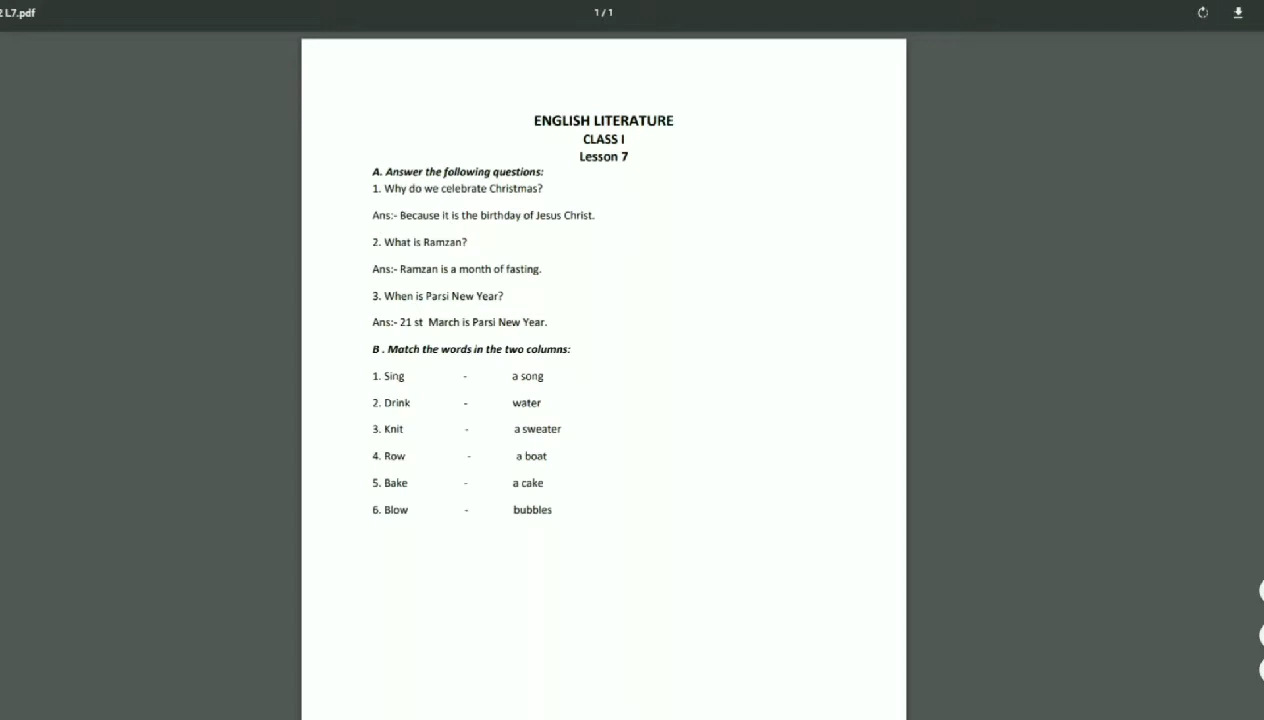 2 L7.pdf
1 / 1
ENGLISH LITERATURE
CLASS I
Lesson 7
A. Answer the following questions:
1. Why do we celebrate Christmas?
Ans:- Because it is the birthday of Jesus Christ.
2. What is Ramzan?
Ans:- Ramzan is a month of fasting.
3. When is Parsi New Year?
Ans:- 21 st March is Parsi New Year.
B . Match the words in the two columns:
1. Sing - a song
2. Drink - water
3. Knit - a sweater
4. Row - a boat
5. Bake - a cake
6. Blow - bubbles